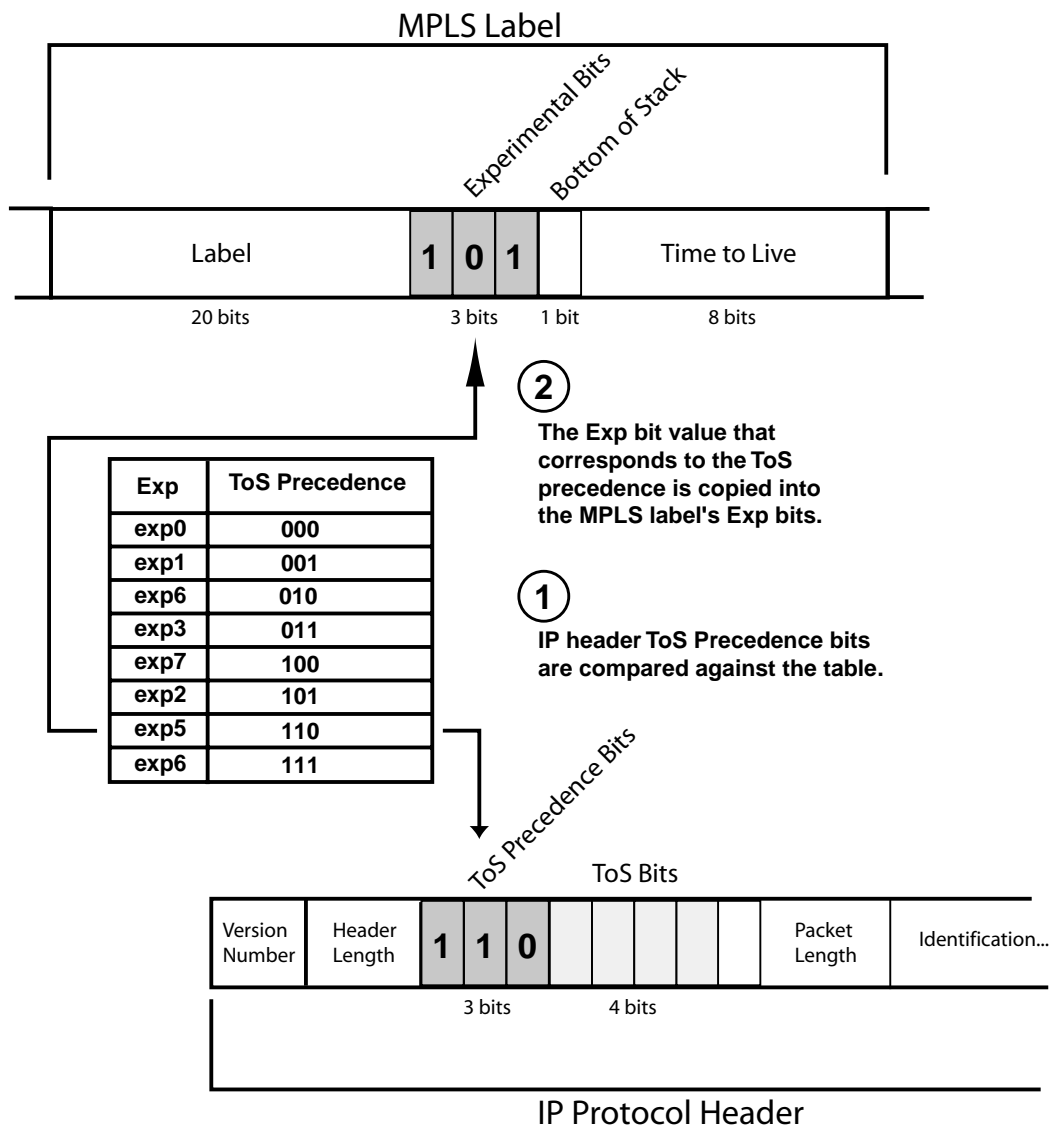 MPLS Label
Experimental Bits
Bottom of Stack
Label
1 0 1
Time to Live
20 bits
3 bits
1 bit
8 bits
2
The Exp bit value that
corresponds to the ToS
precedence is copied into
the MPLS label's Exp bits.
Exp ToS Precedence
exp0 000
exp1 001
exp6 010
exp3 011
exp7 100
exp2 101
exp5 110
exp6 111
1
IP header ToS Precedence bits
are compared against the table.
ToS Precedence Bits
ToS Bits
Version
Number
Header
Length
1 1 0
Packet
Length
Identification...
3 bits
4 bits
IP Protocol Header